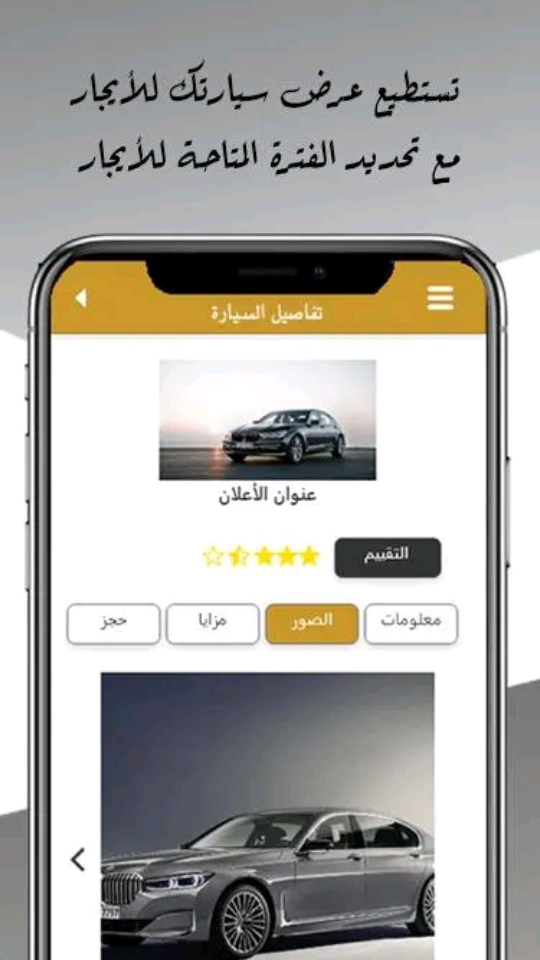 تستطيع عرض سيارتك للأيجار
مع تحديد الفترة المتاحة للأيجار
تفاصيل السيارة
عنوان الأعلان
التقييم
معلومات
الصور
مزايا
حجز